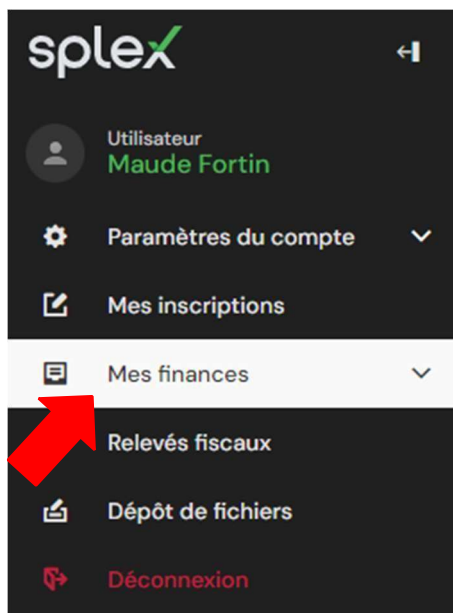 splex
Utilisateur
Maude Fortin
Paramètres du compte
Mes inscriptions
Mes finances
Relevés fiscaux
Dépôt de fichiers
Déconnexion